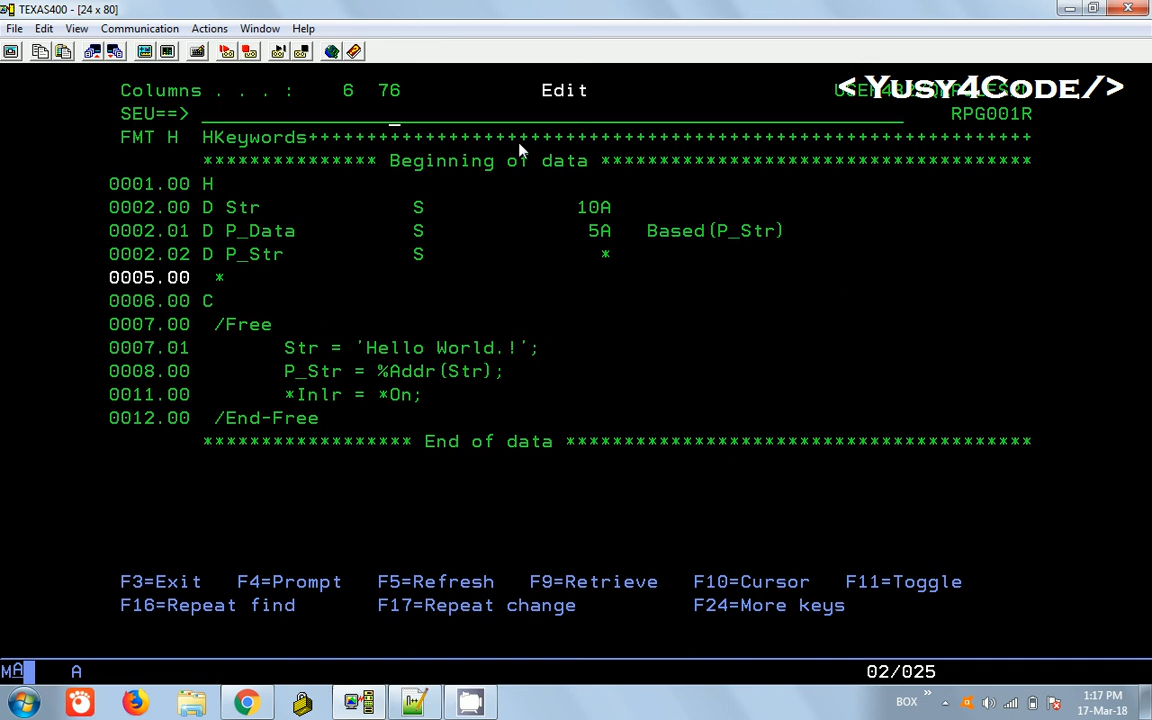 TEXAS400 - [24 x 80]
File Edit View Communication Actions Window Help
Columns . . . : 6 76 Edit
<Yusy4Code/>
SEU==> RPG001R
FMT H HKeywords++++++++++++++++++++++++++++++++++++++++++++++++++++++++++++++
*************** Beginning of data *************************************
0001.00 H
0002.00 D Str S 10A
0002.01 D P_Data S 5A Based(P_Str)
0002.02 D P_Str S *
0005.00 *
0006.00 C
0007.00 /Free
0007.01 Str = 'Hello World.!';
0008.00 P_Str = %Addr(Str);
0011.00 *Inlr = *On;
0012.00 /End-Free
****************** End of data ****************************************
F3=Exit F4=Prompt F5=Refresh F9=Retrieve F10=Cursor F11=Toggle
F16=Repeat find F17=Repeat change F24=More keys
MA A 02/025
BOX 1:17 PM
17-Mar-18